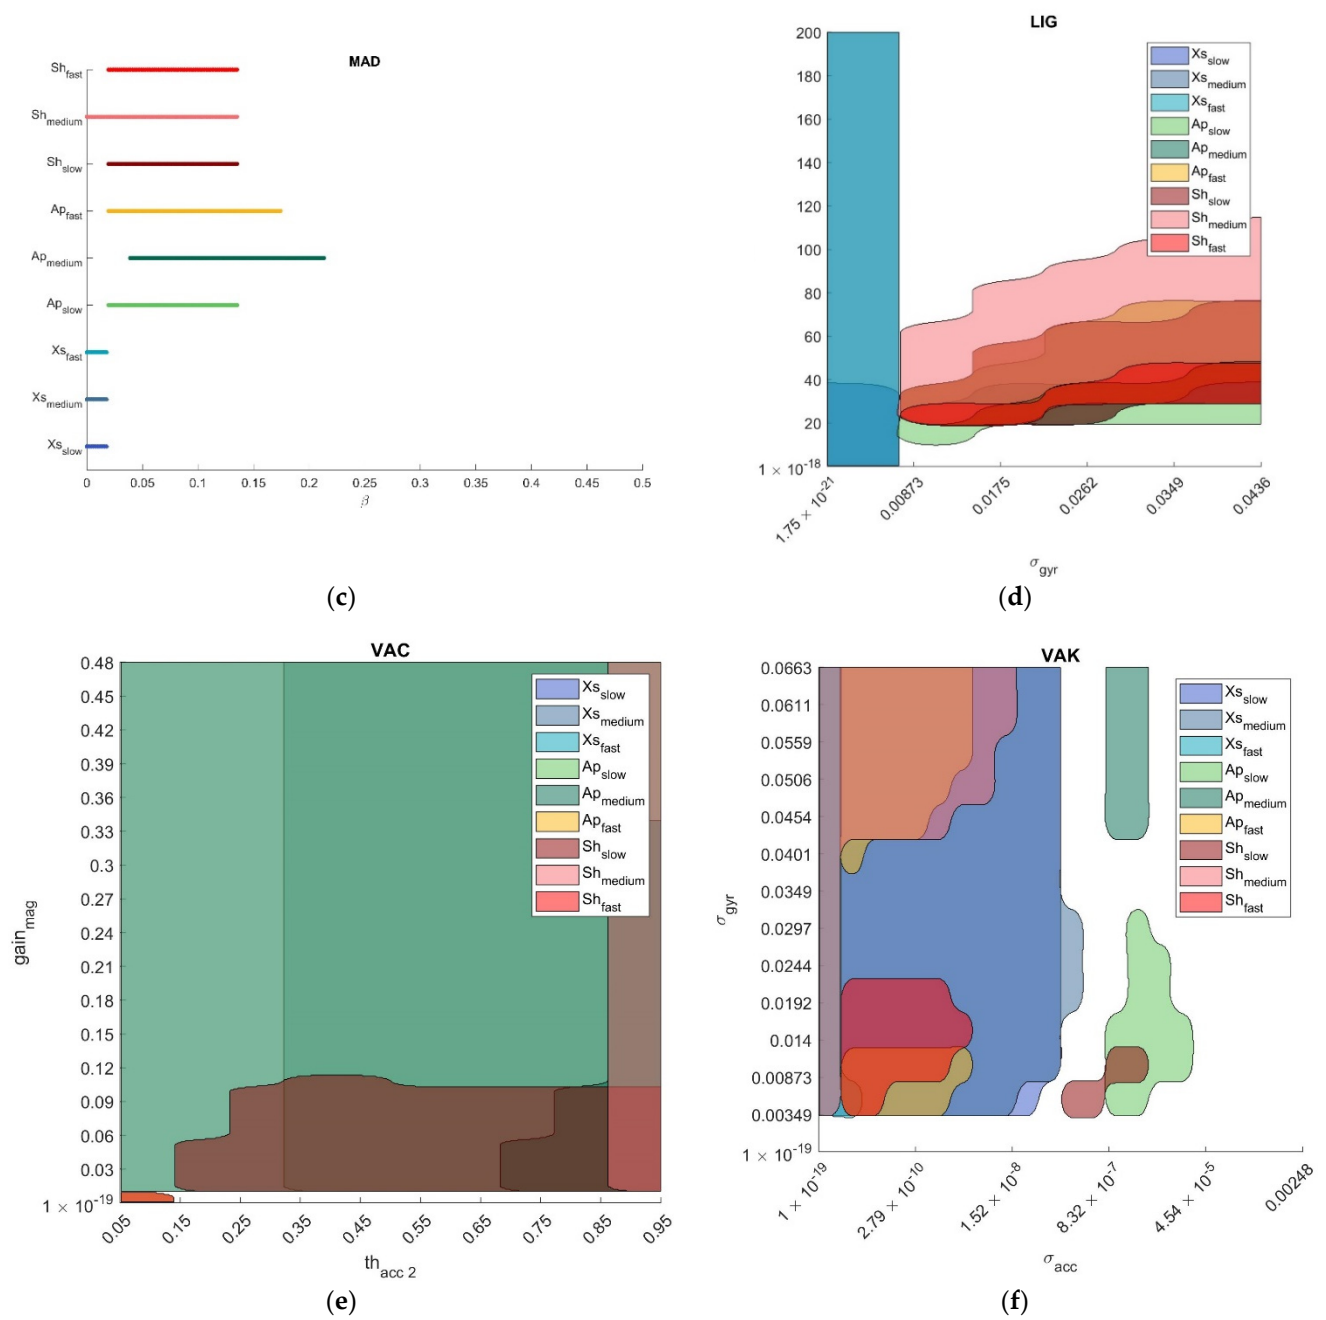 MAD
Sh_fast
Sh_medium
Sh_slow
Ap_fast
Ap_medium
Ap_slow
Xs_fast
Xs_medium
Xs_slow
0 0.05 0.1 0.15 0.2 0.25 0.3 0.35 0.4 0.45 0.5
β
(c)
LIG
200
180
160
140
120
100
80
60
40
20
1 × 10^-18
Xs_slow
Xs_medium
Xs_fast
Ap_slow
Ap_medium
Ap_fast
Sh_slow
Sh_medium
Sh_fast
1.75 × 10^-21 0.00873 0.0175 0.0262 0.0349 0.0436
σ_gyr
(d)
VAC
gain_mag
0.48
0.45
0.42
0.39
0.36
0.33
0.3
0.27
0.24
0.21
0.18
0.15
0.12
0.09
0.06
0.03
1 × 10^-19
Xs_slow
Xs_medium
Xs_fast
Ap_slow
Ap_medium
Ap_fast
Sh_slow
Sh_medium
Sh_fast
0.05 0.15 0.25 0.35 0.45 0.55 0.65 0.75 0.85 0.95
th_acc 2
(e)
VAK
σ_gyr
0.0663
0.0611
0.0559
0.0506
0.0454
0.0401
0.0349
0.0297
0.0244
0.0192
0.014
0.00873
0.00349
1 × 10^-19
Xs_slow
Xs_medium
Xs_fast
Ap_slow
Ap_medium
Ap_fast
Sh_slow
Sh_medium
Sh_fast
1 × 10^-19 2.79 × 10^-10 1.52 × 10^-8 8.32 × 10^-7 4.54 × 10^-5 0.00248
σ_acc
(f)